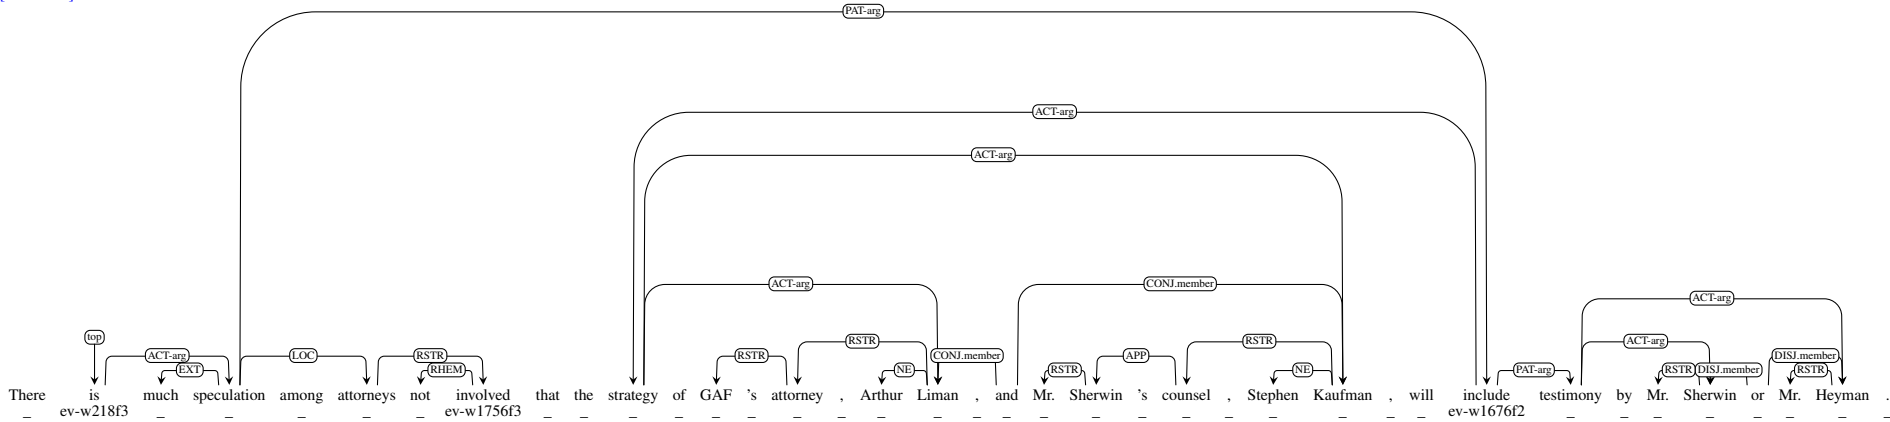 PAT-arg
ACT-arg
ACT-arg
ACT-arg CONJ.member
ACT-arg
top RSTR RSTR ACT-arg
ACT-arg LOC RSTR RSTR CONJ.member APP DISJ.member
EXT RHEM NE RSTR NE PAT-arg RSTR DISJ.member RSTR
There is much speculation among attorneys not involved that the strategy of GAF 's attorney , Arthur Liman , and Mr. Sherwin 's counsel , Stephen Kaufman , will include testimony by Mr. Sherwin or Mr. Heyman .
_ ev-w218f3 _ _ _ _ _ ev-w1756f3 _ _ _ _ _ _ _ _ _ _ _ _ _ _ _ _ _ _ _ _ _ ev-w1676f2 _ _ _ _ _ _ _ _